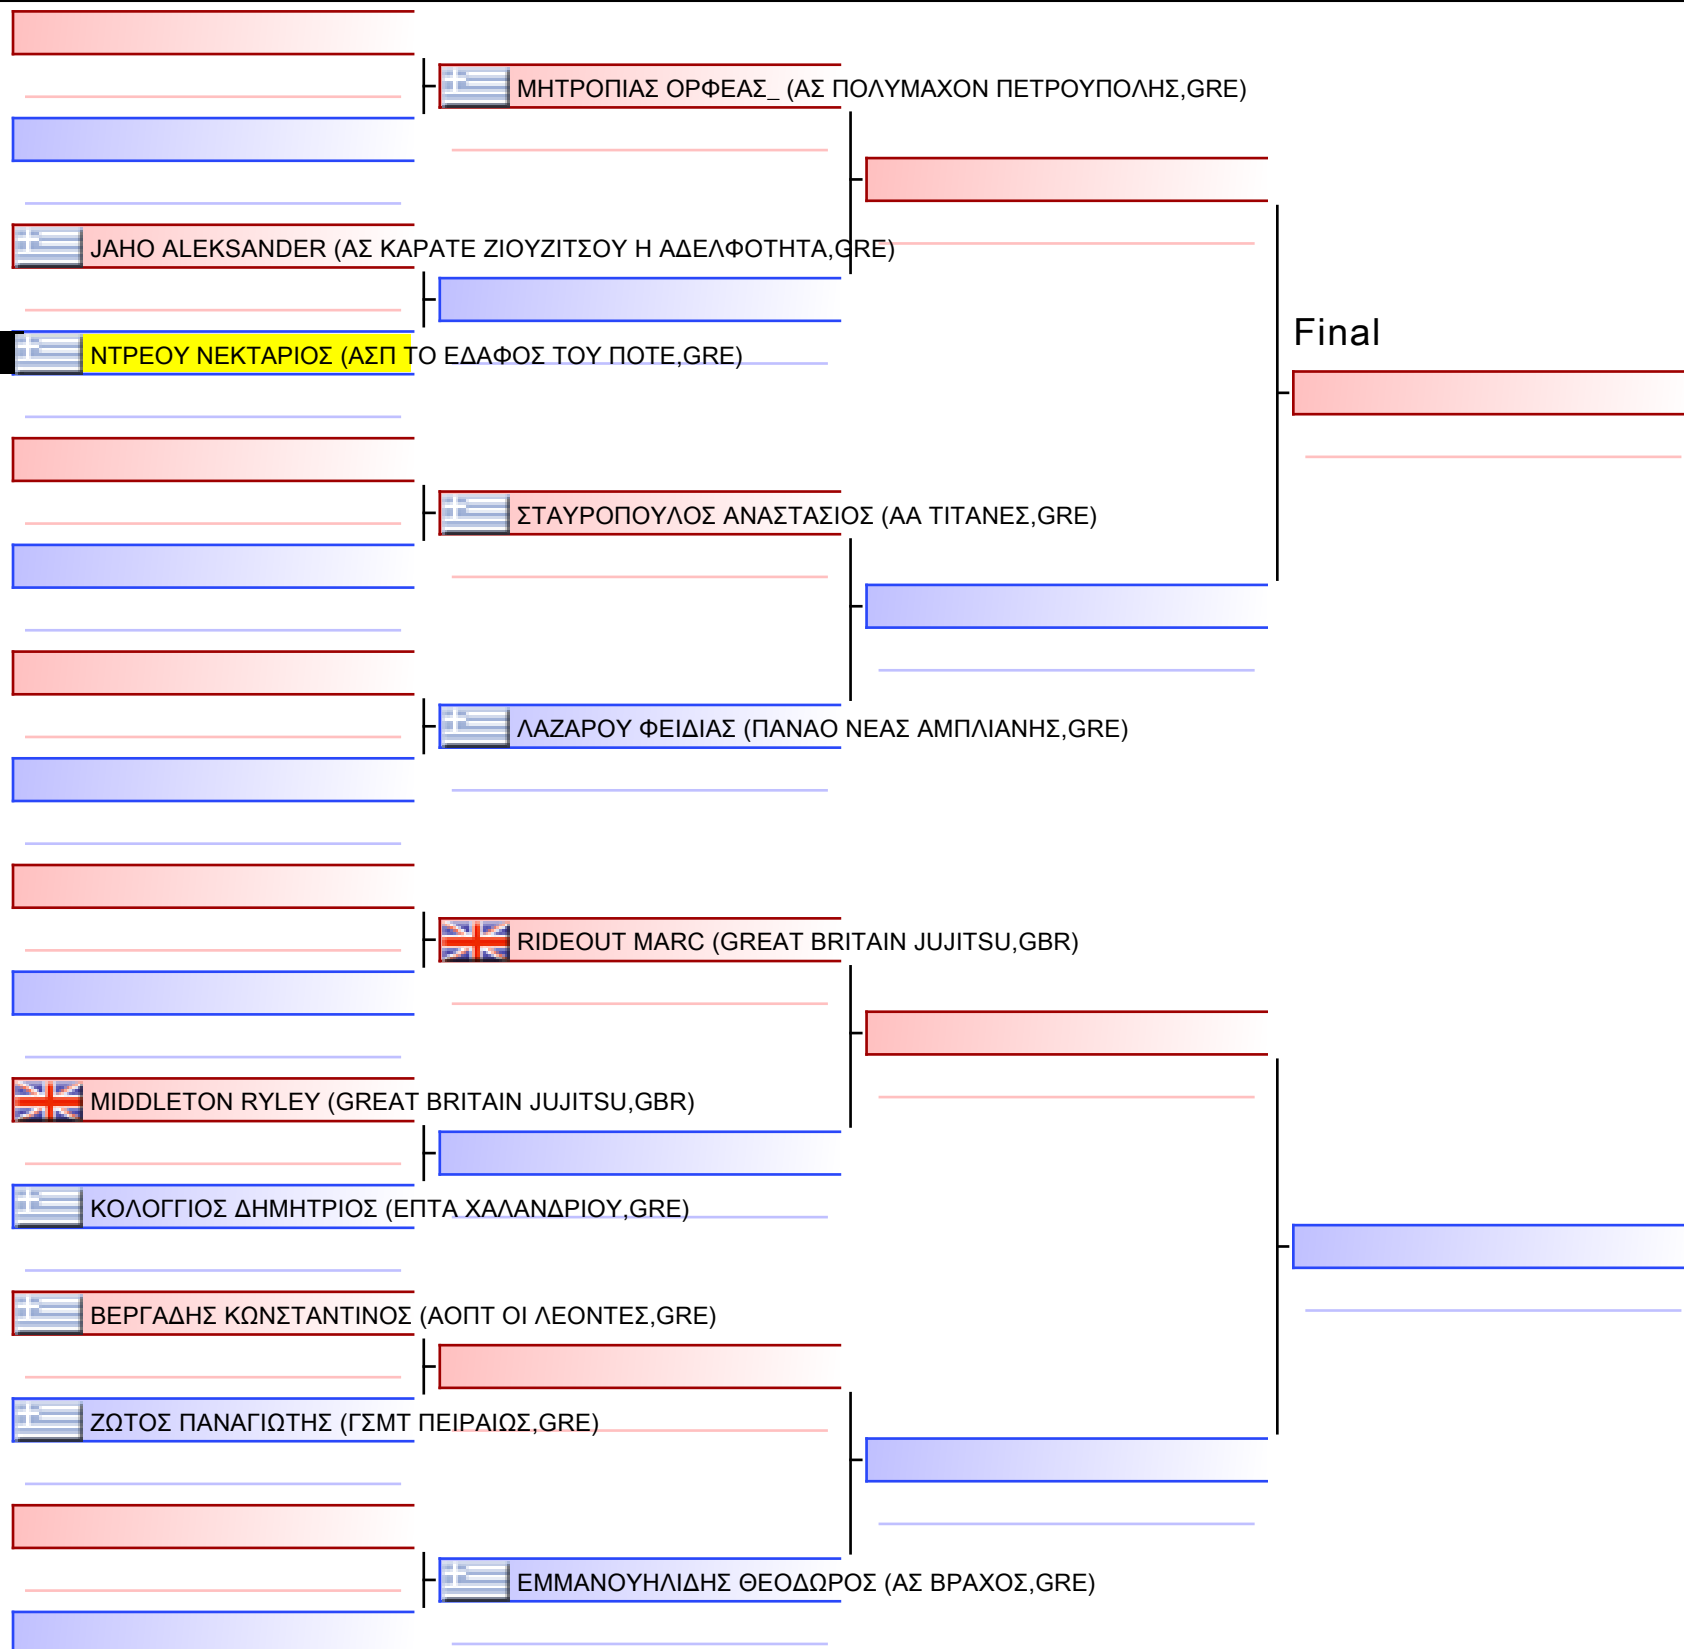 ΜΗΤΡΟΠΙΑΣ ΟΡΦΕΑΣ_ (ΑΣ ΠΟΛΥΜΑΧΟΝ ΠΕΤΡΟΥΠΟΛΗΣ,GRE)
JAHO ALEKSANDER (ΑΣ ΚΑΡΑΤΕ ΖΙΟΥΖΙΤΣΟΥ Η ΑΔΕΛΦΟΤΗΤΑ,GRE)
Final
ΝΤΡΕΟΥ ΝΕΚΤΑΡΙΟΣ (ΑΣΠ ΤΟ ΕΔΑΦΟΣ ΤΟΥ ΠΟΤΕ,GRE)
ΣΤΑΥΡΟΠΟΥΛΟΣ ΑΝΑΣΤΑΣΙΟΣ (ΑΑ ΤΙΤΑΝΕΣ,GRE)
ΛΑΖΑΡΟΥ ΦΕΙΔΙΑΣ (ΠΑΝΑΟ ΝΕΑΣ ΑΜΠΛΙΑΝΗΣ,GRE)
RIDEOUT MARC (GREAT BRITAIN JUJITSU,GBR)
MIDDLETON RYLEY (GREAT BRITAIN JUJITSU,GBR)
ΚΟΛΟΓΓΙΟΣ ΔΗΜΗΤΡΙΟΣ (ΕΠΤΑ ΧΑΛΑΝΔΡΙΟΥ,GRE)
ΒΕΡΓΑΔΗΣ ΚΩΝΣΤΑΝΤΙΝΟΣ (ΑΟΠΤ ΟΙ ΛΕΟΝΤΕΣ,GRE)
ΖΩΤΟΣ ΠΑΝΑΓΙΩΤΗΣ (ΓΣΜΤ ΠΕΙΡΑΙΩΣ,GRE)
ΕΜΜΑΝΟΥΗΛΙΔΗΣ ΘΕΟΔΩΡΟΣ (ΑΣ ΒΡΑΧΟΣ,GRE)